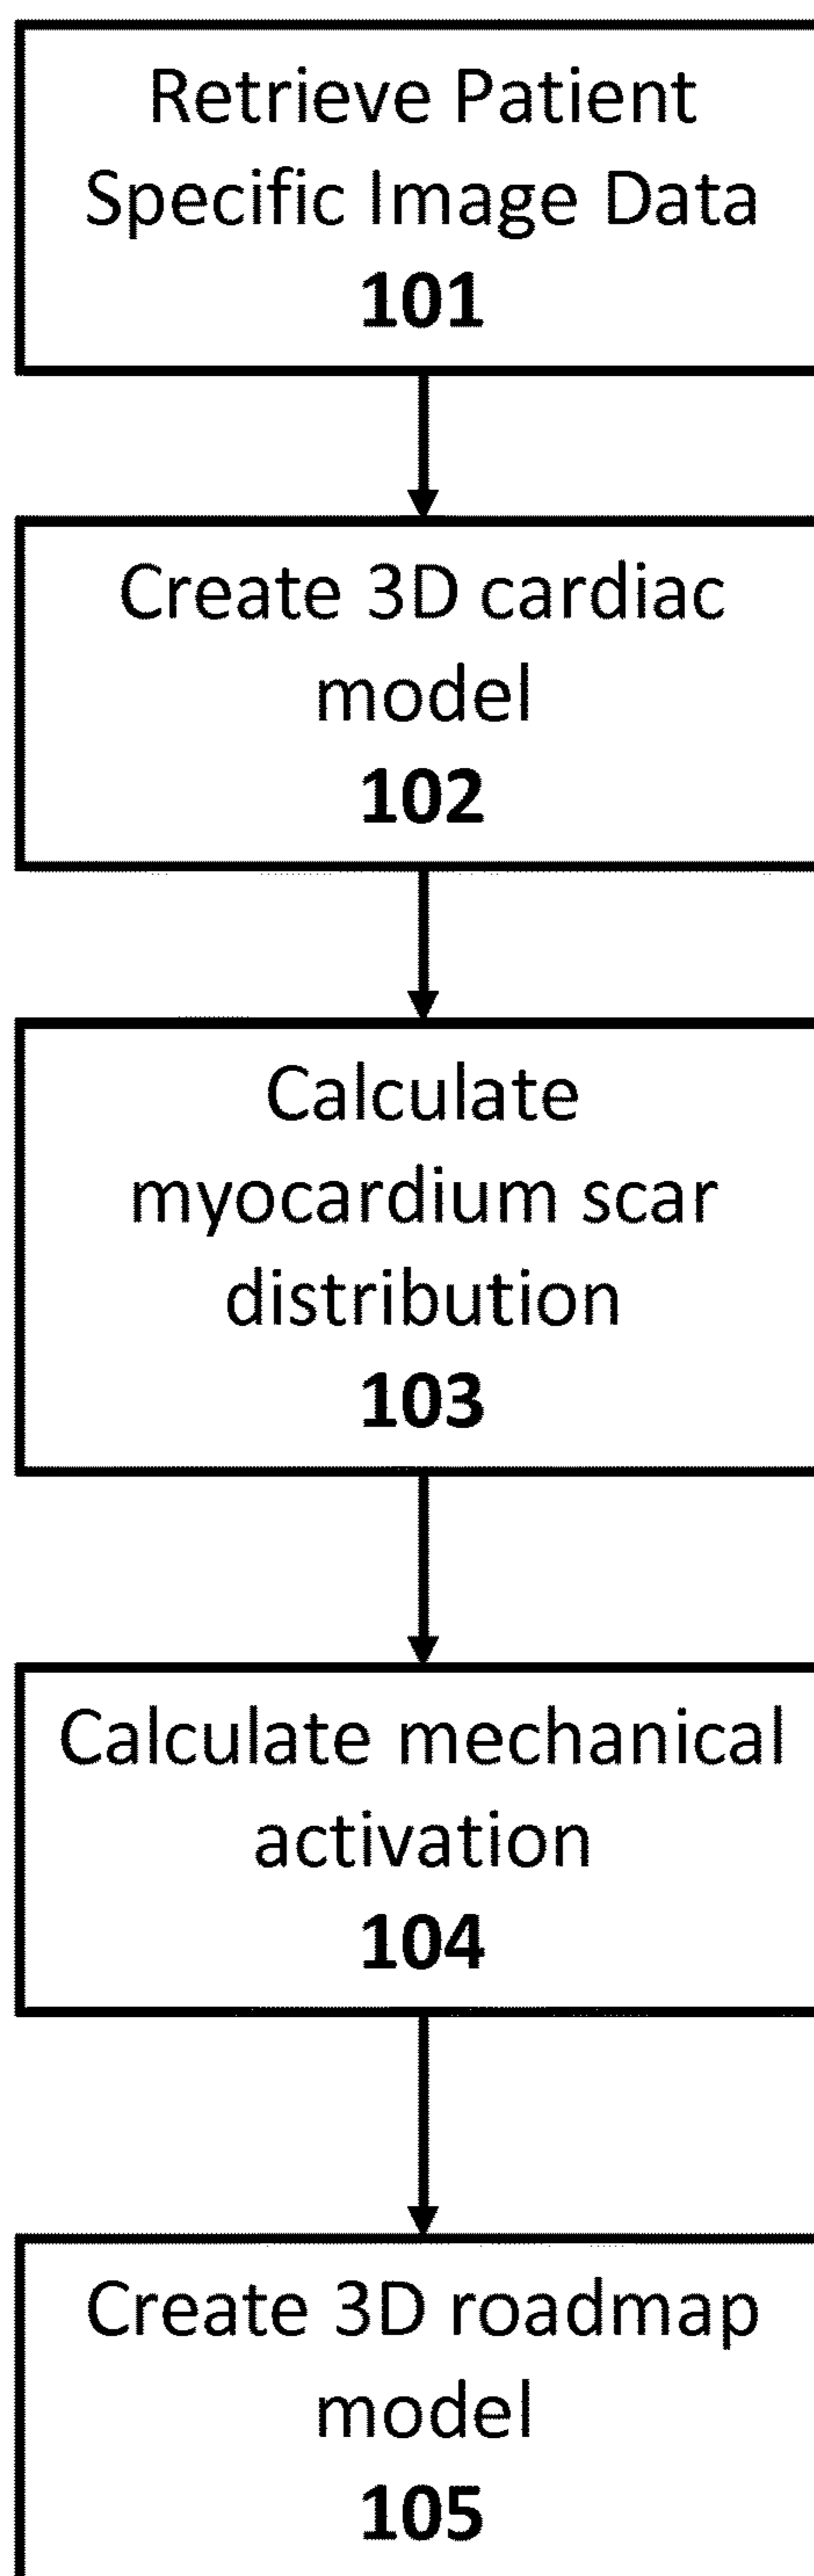 Retrieve Patient
Specific Image Data
101
Create 3D cardiac
model
102
Calculate
myocardium scar
distribution
103
Calculate mechanical
activation
104
Create 3D roadmap
model
105